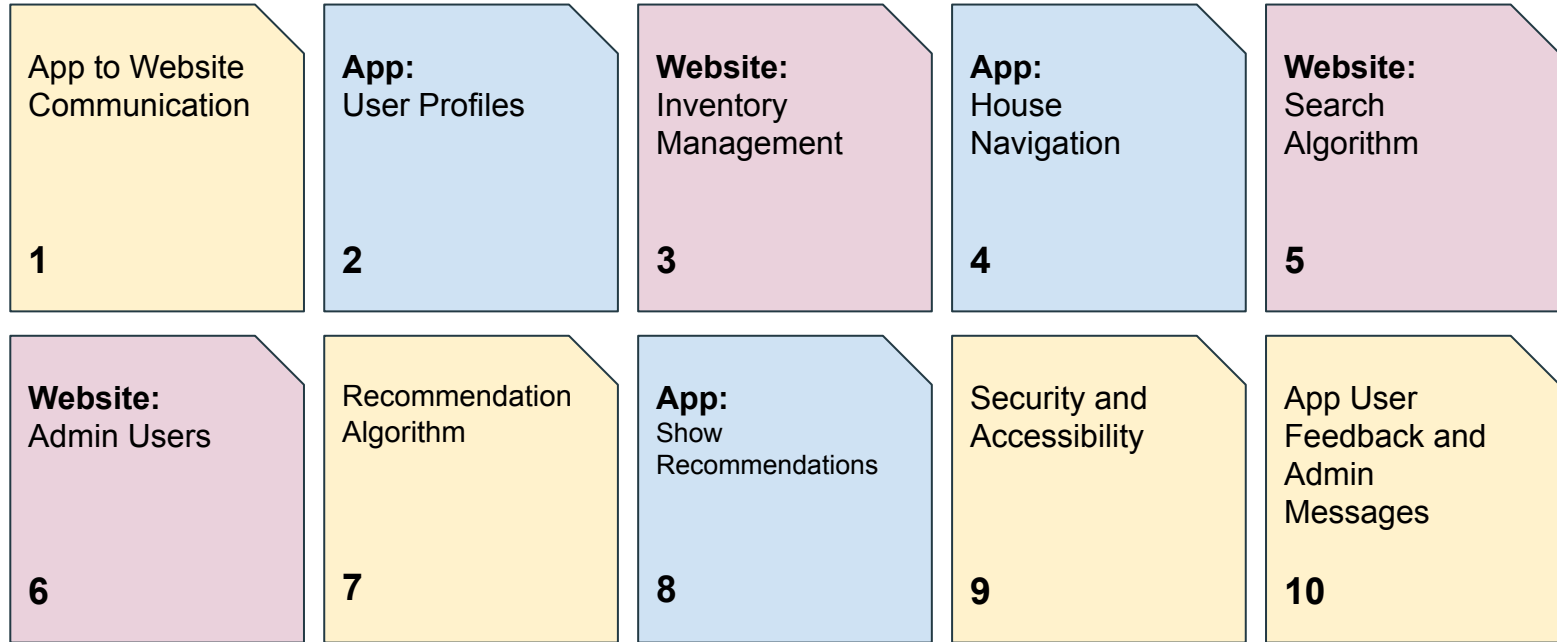 App to Website
Communication
1
App:
User Profiles
2
Website:
Inventory
Management
3
App:
House
Navigation
4
Website:
Search
Algorithm
5
Website:
Admin Users
6
Recommendation
Algorithm
7
App:
Show
Recommendations
8
Security and
Accessibility
9
App User
Feedback and
Admin
Messages
10